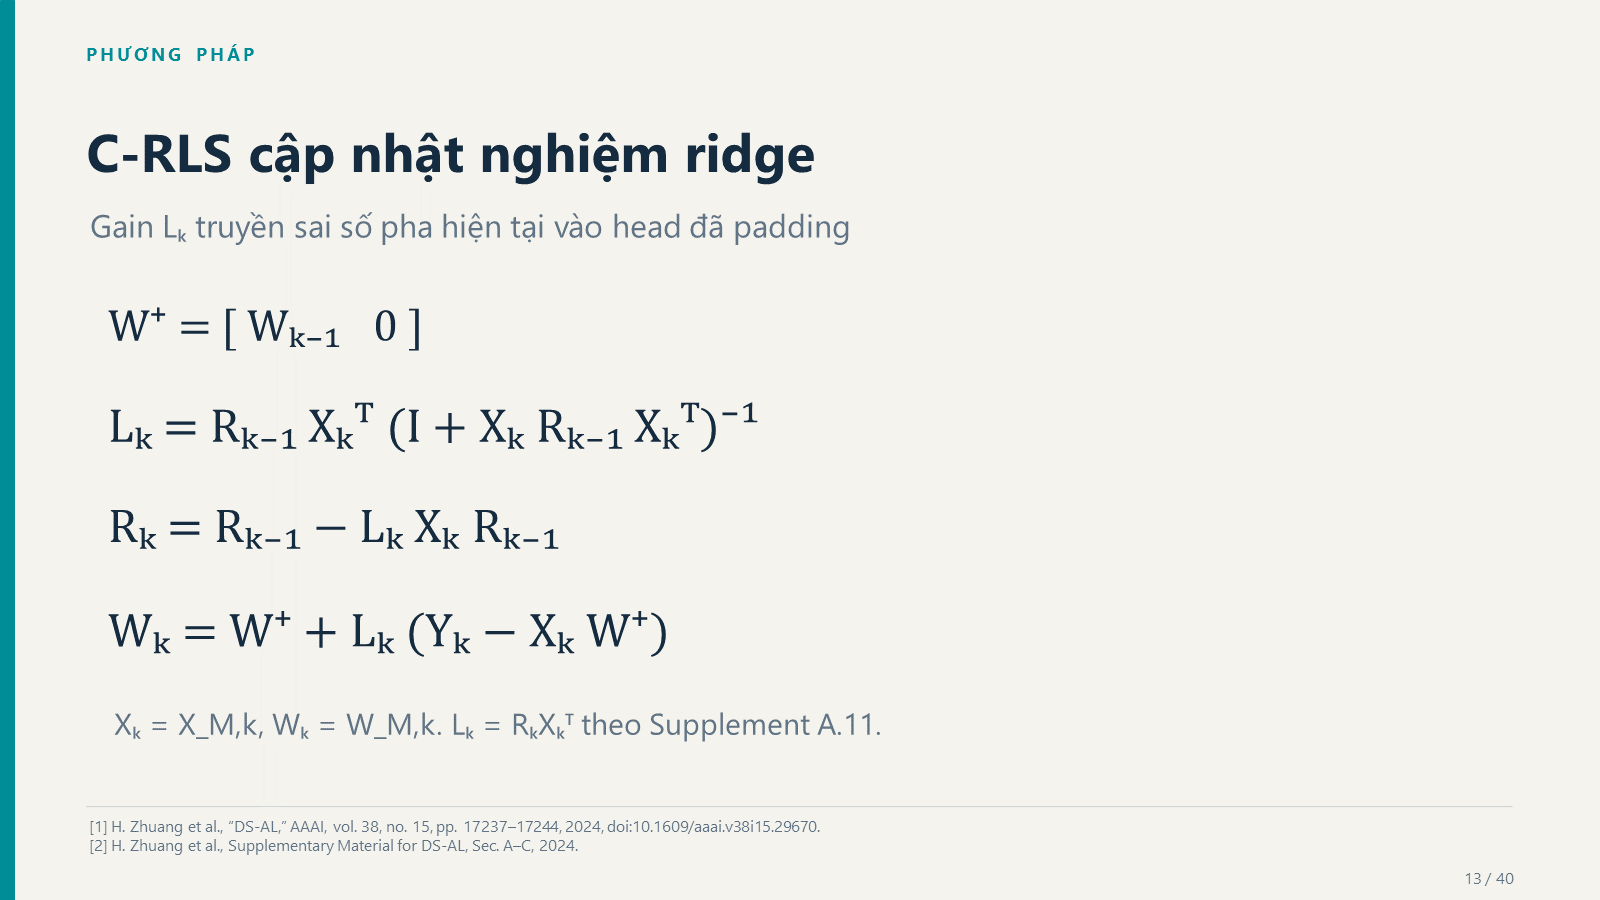 PHƯƠNG PHÁP
C-RLS cập nhật nghiệm ridge
Gain Lₖ truyền sai số pha hiện tại vào head đã padding
W⁺ = [ Wₖ₋₁ 0 ]
Lₖ = Rₖ₋₁ Xₖᵀ (I + Xₖ Rₖ₋₁ Xₖᵀ)⁻¹
Rₖ = Rₖ₋₁ − Lₖ Xₖ Rₖ₋₁
Wₖ = W⁺ + Lₖ (Yₖ − Xₖ W⁺)
Xₖ = X_M,k, Wₖ = W_M,k. Lₖ = RₖXₖᵀ theo Supplement A.11.
[1] H. Zhuang et al., “DS-AL,” AAAI, vol. 38, no. 15, pp. 17237–17244, 2024, doi:10.1609/aaai.v38i15.29670.
[2] H. Zhuang et al., Supplementary Material for DS-AL, Sec. A–C, 2024.
13 / 40